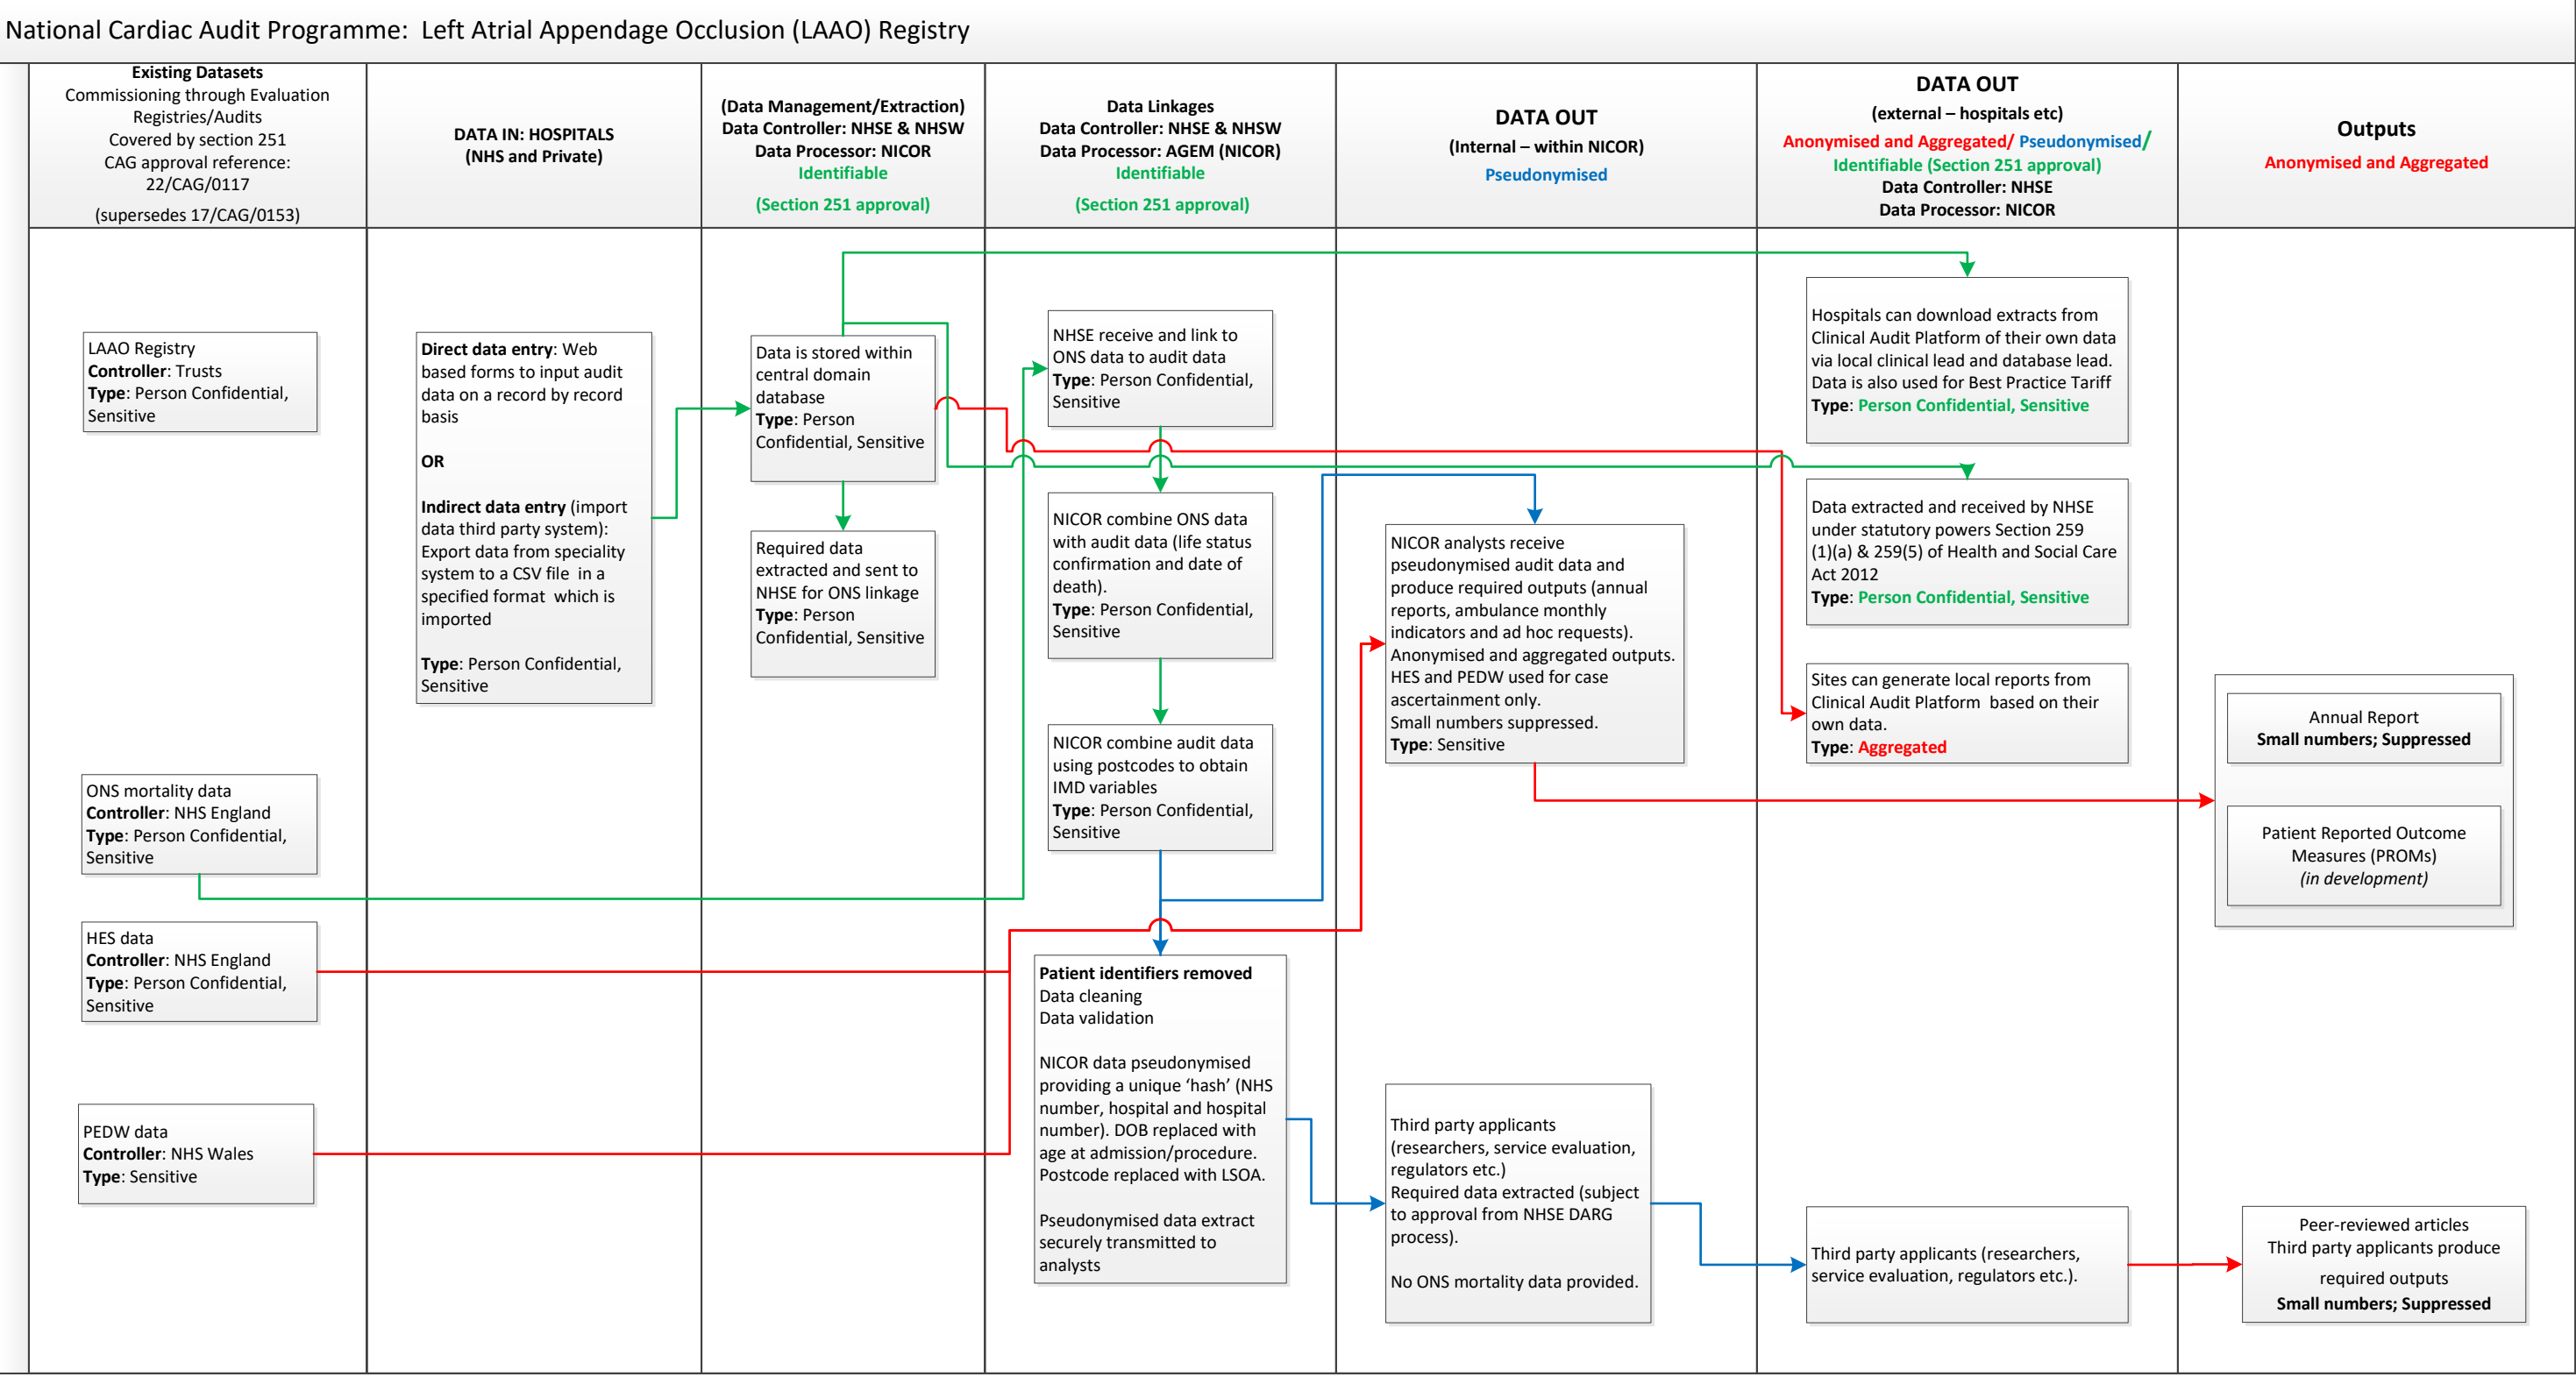 National Cardiac Audit Programme:  Left Atrial Appendage Occlusion (LAAO) Registry
Existing Datasets
Commissioning through Evaluation
Registries/Audits
Covered by section 251
CAG approval reference:
22/CAG/0117
(supersedes 17/CAG/0153)
DATA IN: HOSPITALS
(NHS and Private)
(Data Management/Extraction)
Data Controller: NHSE & NHSW
Data Processor: NICOR
Identifiable
(Section 251 approval)
Data Linkages
Data Controller: NHSE & NHSW
Data Processor: AGEM (NICOR)
Identifiable
(Section 251 approval)
DATA OUT
(Internal – within NICOR)
Pseudonymised
DATA OUT
(external – hospitals etc)
Anonymised and Aggregated/ Pseudonymised/
Identifiable (Section 251 approval)
Data Controller: NHSE
Data Processor: NICOR
Outputs
Anonymised and Aggregated
LAAO Registry
Controller: Trusts
Type: Person Confidential,
Sensitive
ONS mortality data
Controller: NHS England
Type: Person Confidential,
Sensitive
HES data
Controller: NHS England
Type: Person Confidential,
Sensitive
PEDW data
Controller: NHS Wales
Type: Sensitive
Direct data entry: Web
based forms to input audit
data on a record by record
basis
OR
Indirect data entry (import
data third party system):
Export data from speciality
system to a CSV file  in a
specified format  which is
imported
Type: Person Confidential,
Sensitive
Data is stored within
central domain
database
Type: Person
Confidential, Sensitive
Required data
extracted and sent to
NHSE for ONS linkage
Type: Person
Confidential, Sensitive
NHSE receive and link to
ONS data to audit data
Type: Person Confidential,
Sensitive
NICOR combine ONS data
with audit data (life status
confirmation and date of
death).
Type: Person Confidential,
Sensitive
NICOR combine audit data
using postcodes to obtain
IMD variables
Type: Person Confidential,
Sensitive
Patient identifiers removed
Data cleaning
Data validation
NICOR data pseudonymised
providing a unique ‘hash’ (NHS
number, hospital and hospital
number). DOB replaced with
age at admission/procedure.
Postcode replaced with LSOA.
Pseudonymised data extract
securely transmitted to
analysts
NICOR analysts receive
pseudonymised audit data and
produce required outputs (annual
reports, ambulance monthly
indicators and ad hoc requests).
Anonymised and aggregated outputs.
HES and PEDW used for case
ascertainment only.
Small numbers suppressed.
Type: Sensitive
Third party applicants
(researchers, service evaluation,
regulators etc.)
Required data extracted (subject
to approval from NHSE DARG
process).
No ONS mortality data provided.
Hospitals can download extracts from
Clinical Audit Platform of their own data
via local clinical lead and database lead.
Data is also used for Best Practice Tariff
Type: Person Confidential, Sensitive
Data extracted and received by NHSE
under statutory powers Section 259
(1)(a) & 259(5) of Health and Social Care
Act 2012
Type: Person Confidential, Sensitive
Sites can generate local reports from
Clinical Audit Platform  based on their
own data.
Type: Aggregated
Third party applicants (researchers,
service evaluation, regulators etc.).
Annual Report
Small numbers; Suppressed
Patient Reported Outcome
Measures (PROMs)
(in development)
Peer-reviewed articles
Third party applicants produce
required outputs
Small numbers; Suppressed